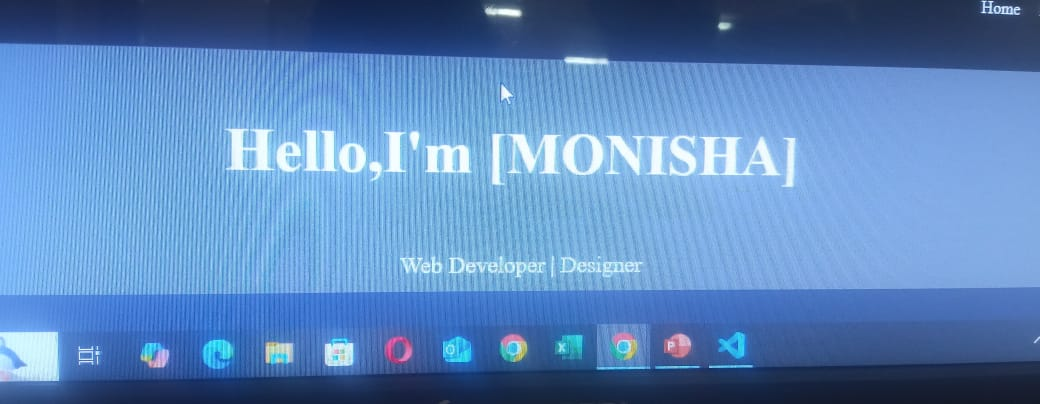 Home
Hello,I'm [MONISHA]
Web Developer | Designer